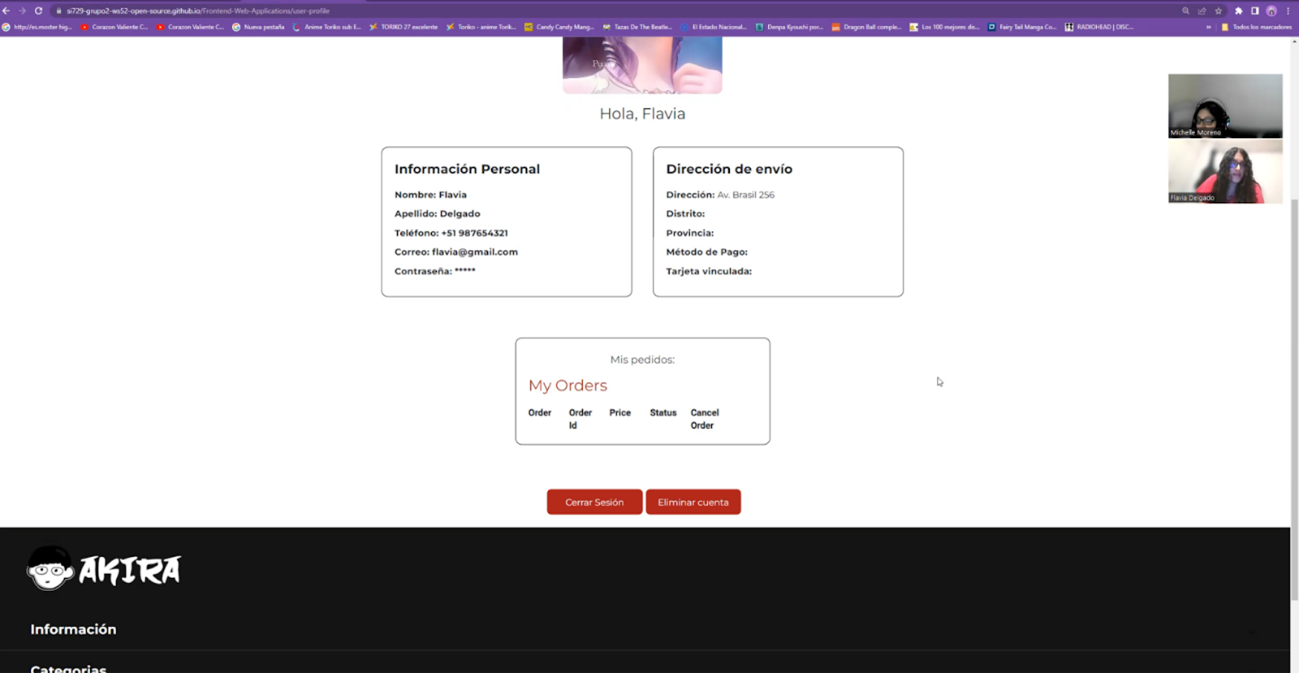 si729-grupo2-ws52-open-source.github.io/Frontend-Web-Applications/user-profile
http://es.moster hig...
Corazon Valiente C...
Corazon Valiente C...
Nueva pestaña
Anime Toriko sub E...
TORIKO 27 excelente
Toriko - anime Torik...
Candy Candy Mang...
Tazas De The Beatle...
El Estado Nacional...
Denpa Kyoushi por...
Dragon Ball comple...
Los 100 mejores de...
Fairy Tail Manga Co...
RADIOHEAD | DISC...
»
Todos los marcadores
Hola, Flavia
Michelle Moreno
Flavia Delgado
Información Personal
Nombre: Flavia
Apellido: Delgado
Teléfono: +51 987654321
Correo: flavia@gmail.com
Contraseña: *****
Dirección de envío
Dirección: Av. Brasil 256
Distrito:
Provincia:
Método de Pago:
Tarjeta vinculada:
Mis pedidos:
My Orders
Order
Order Id
Price
Status
Cancel Order
Cerrar Sesión
Eliminar cuenta
AKIRA
Información
Categorias